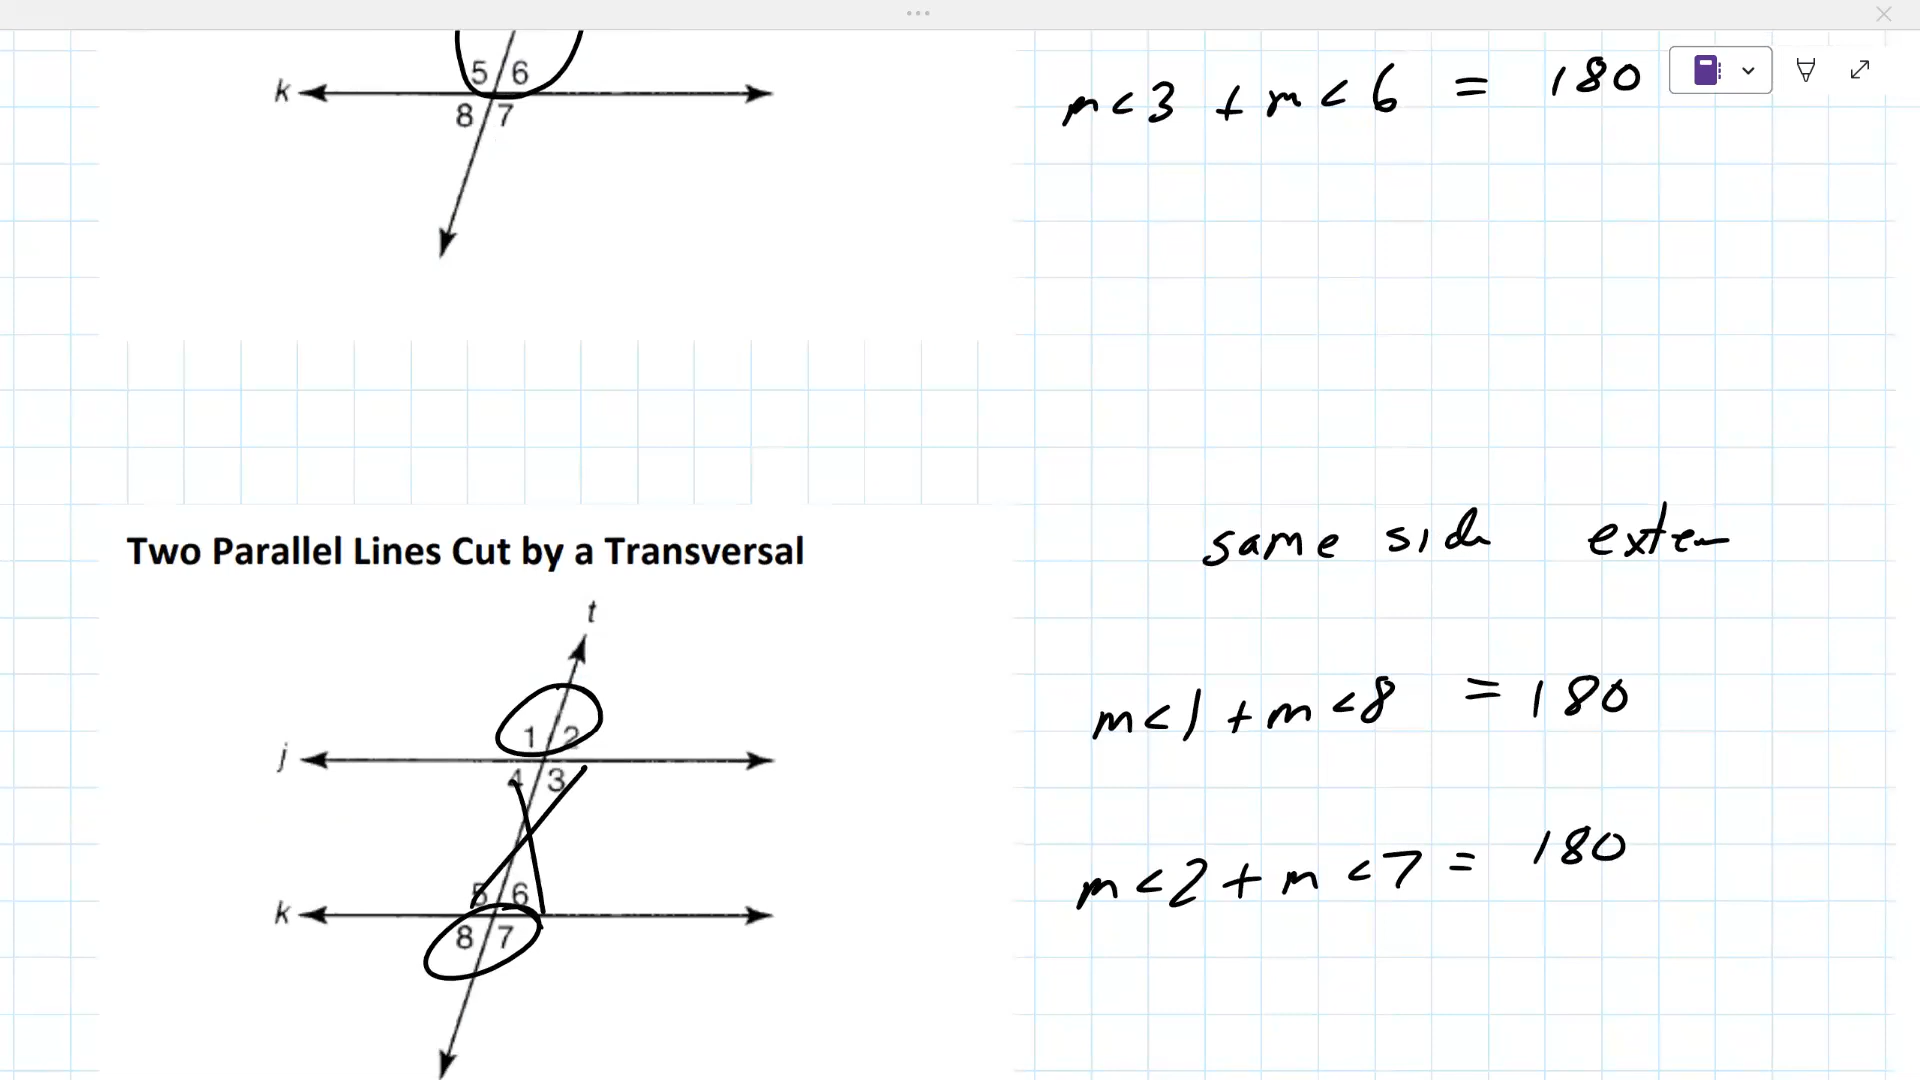 5 6
k
8 7
m<3 + m<6 = 180
Two Parallel Lines Cut by a Transversal
same side exter
t
1 2
j
4 3
5 6
k
8 7
m<1 + m<8 = 180
m<2 + m<7 = 180